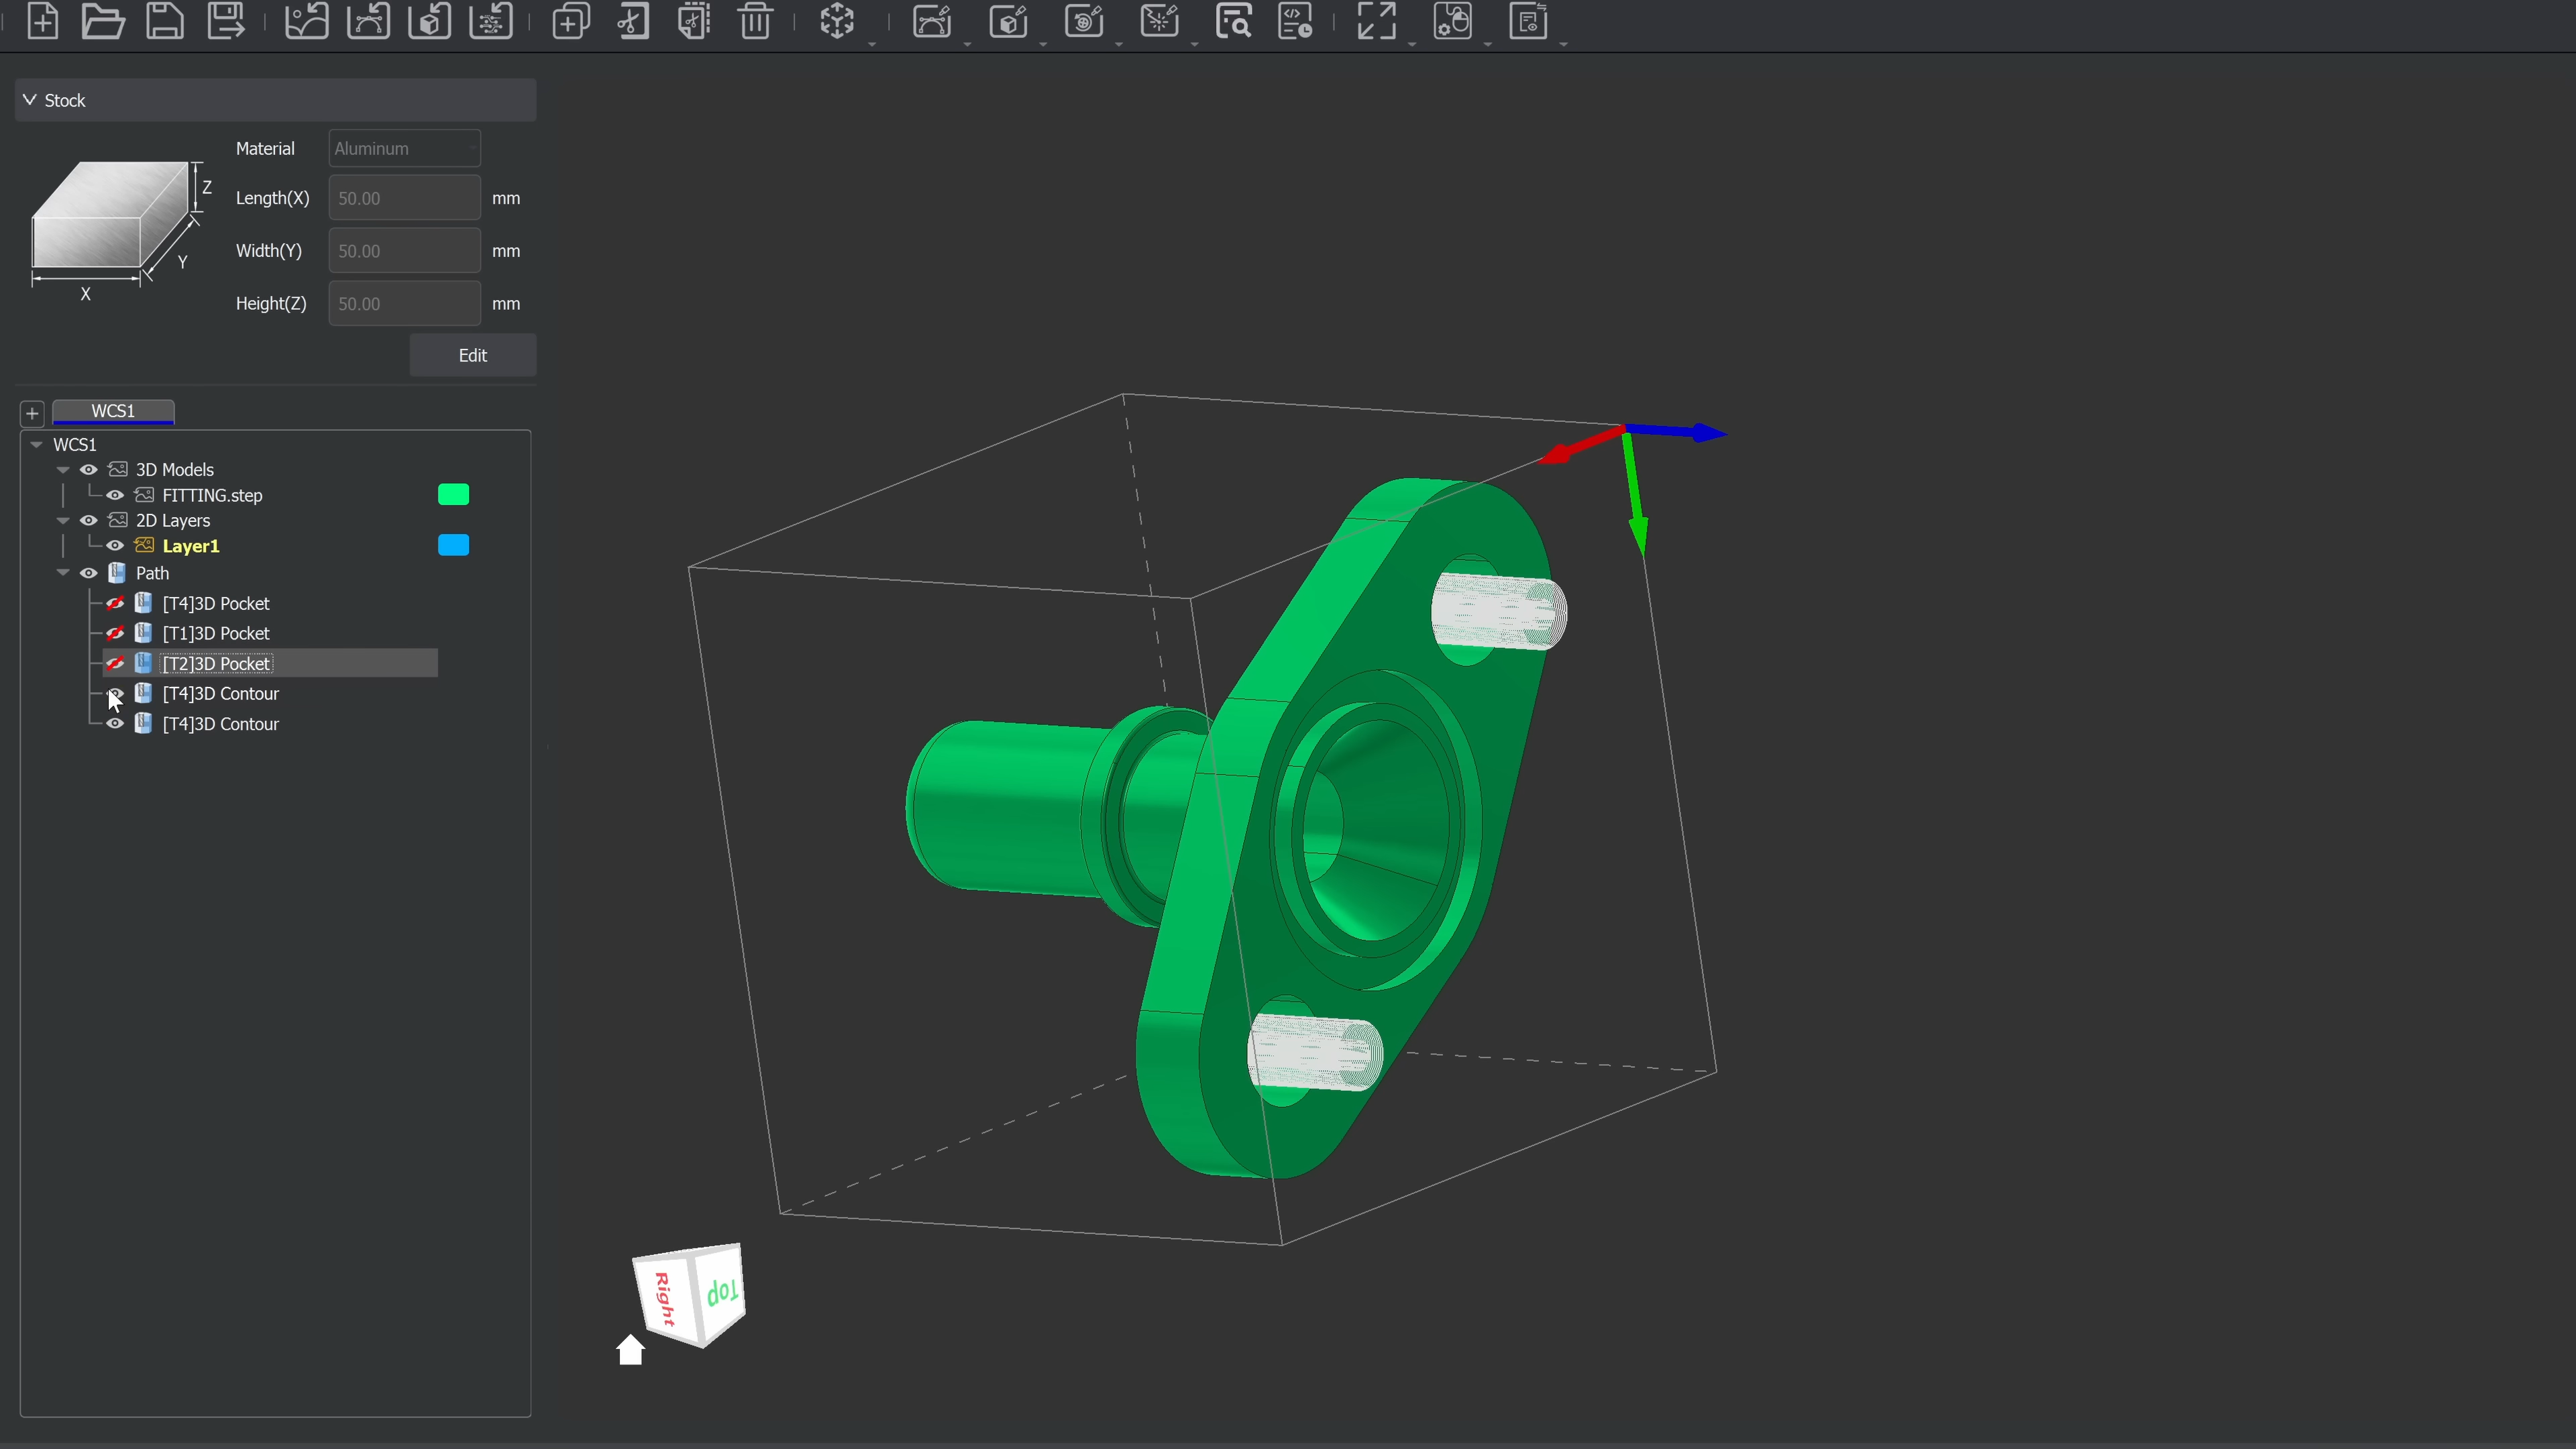 Stock
Material Aluminum
Length(X) 50.00 mm
Width(Y) 50.00 mm
Height(Z) 50.00 mm
Z
Y
X
Edit
+ WCS1
WCS1
3D Models
FITTING.step
2D Layers
Layer1
Path
[T4]3D Pocket
[T1]3D Pocket
[T2]3D Pocket
[T4]3D Contour
[T4]3D Contour
Right
Top